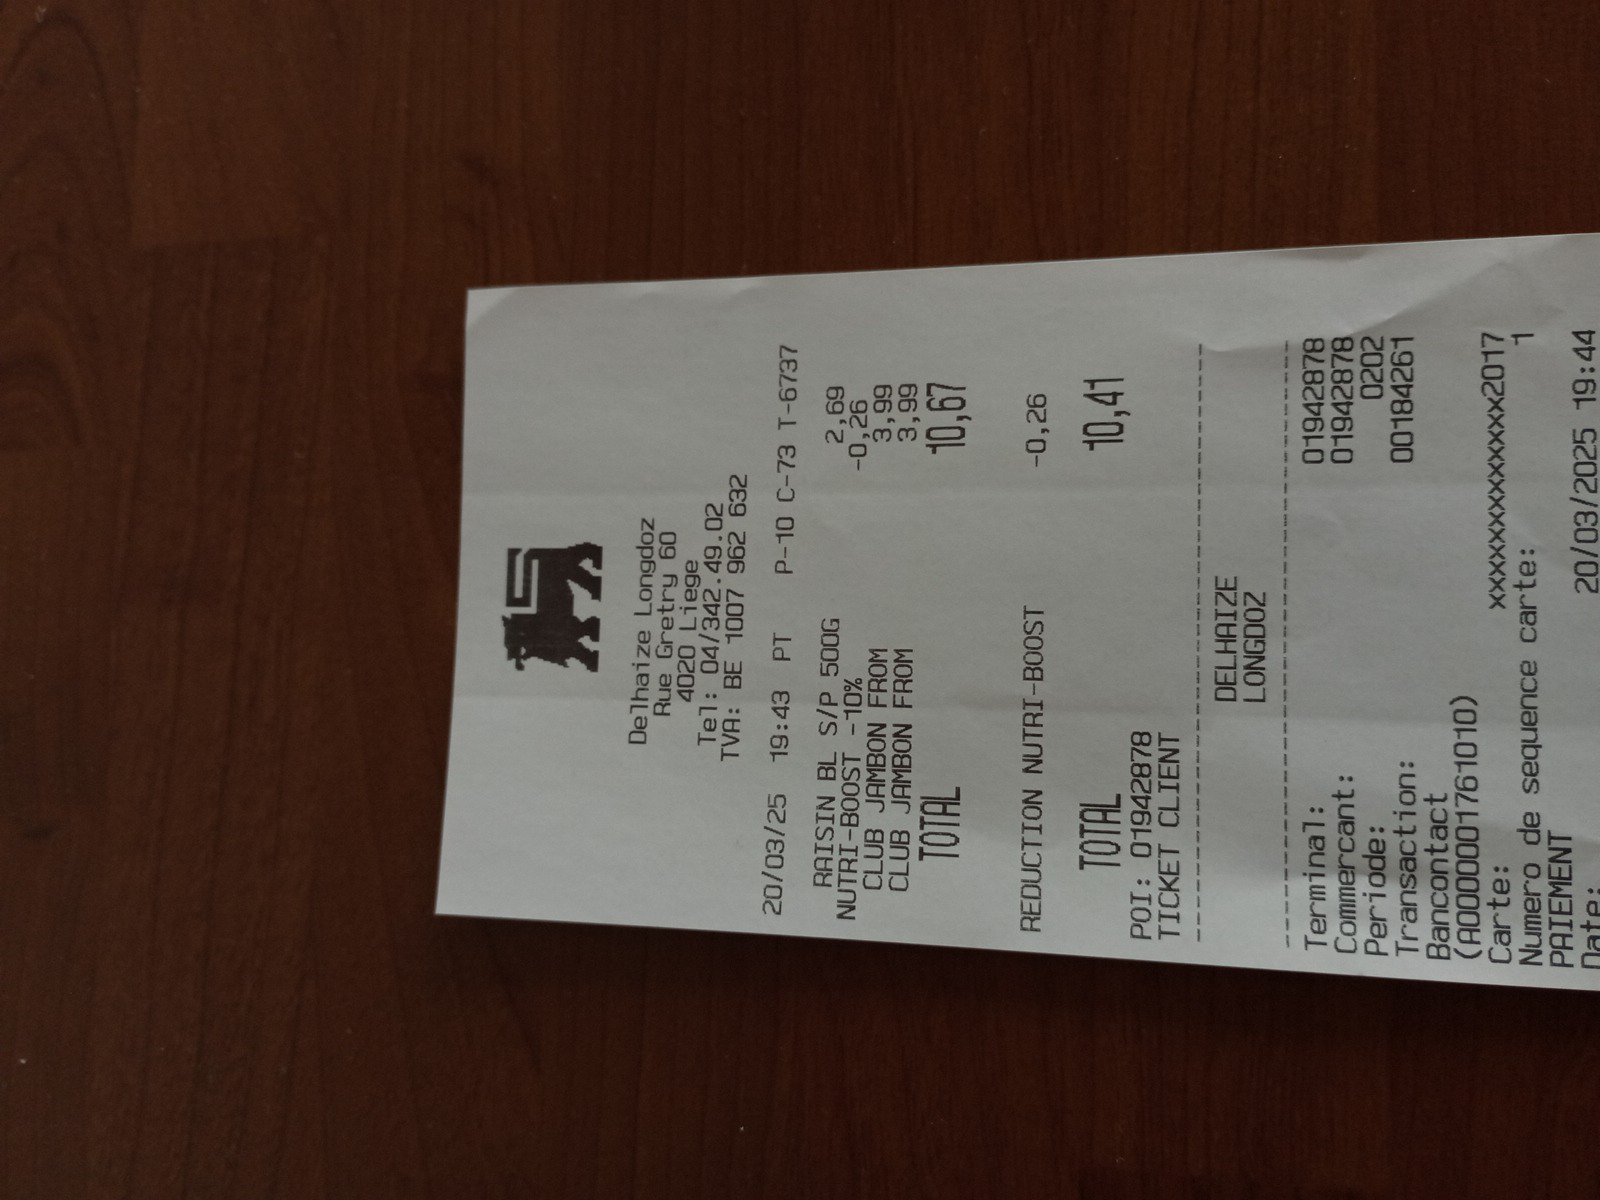 Delhaize Longdoz
Rue Gretry 60
4020 Liege
Tel: 04/342.49.02
TVA: BE 1007 962 632
20/03/25 19:43 PT P-10 C-73 T-6737
RAISIN BL S/P 500G 2,69
NUTRI-BOOST -10% -0,26
CLUB JAMBON FROM 3,99
CLUB JAMBON FROM 3,99
TOTAL 10,67
REDUCTION NUTRI-BOOST -0,26
TOTAL 10,41
POI: 01942878
TICKET CLIENT
--------------------------------
DELHAIZE
LONGDOZ
--------------------------------
Terminal: 01942878
Commercant: 01942878
Periode: 0202
Transaction: 00184261
Bancontact
(A0000001761010)
Carte: xxxxxxxxxxxxx2017
Numero de sequence carte: 1
PAIEMENT
Date: 20/03/2025 19:44